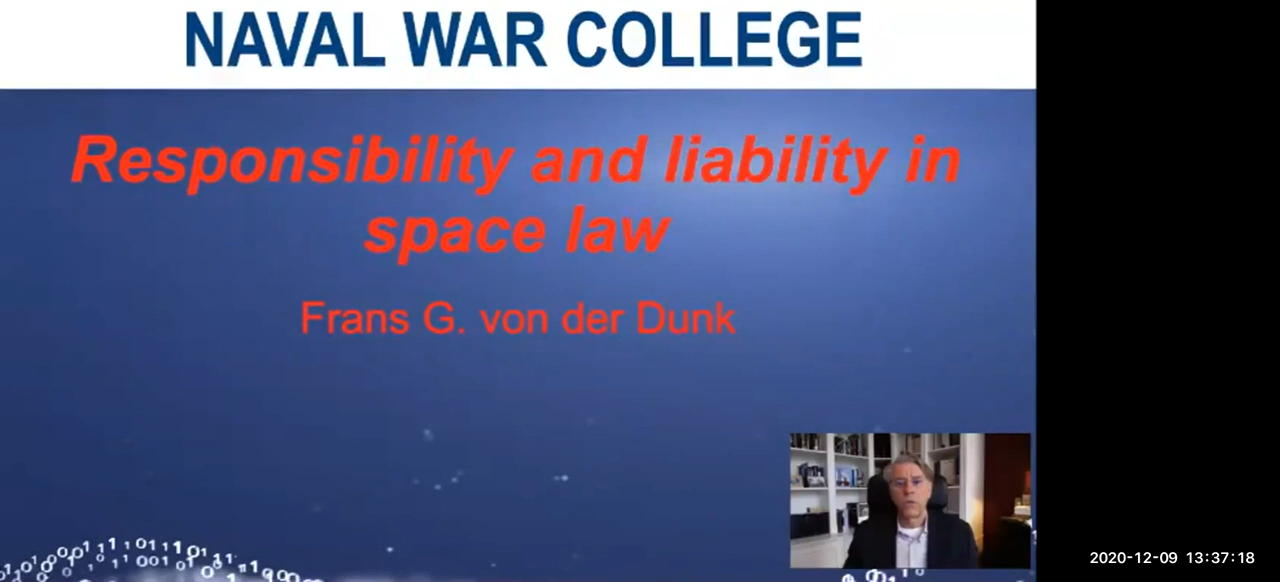 NAVAL WAR COLLEGE
Responsibility and liability in
space law
Frans G. von der Dunk
2020-12-09 13:37:18